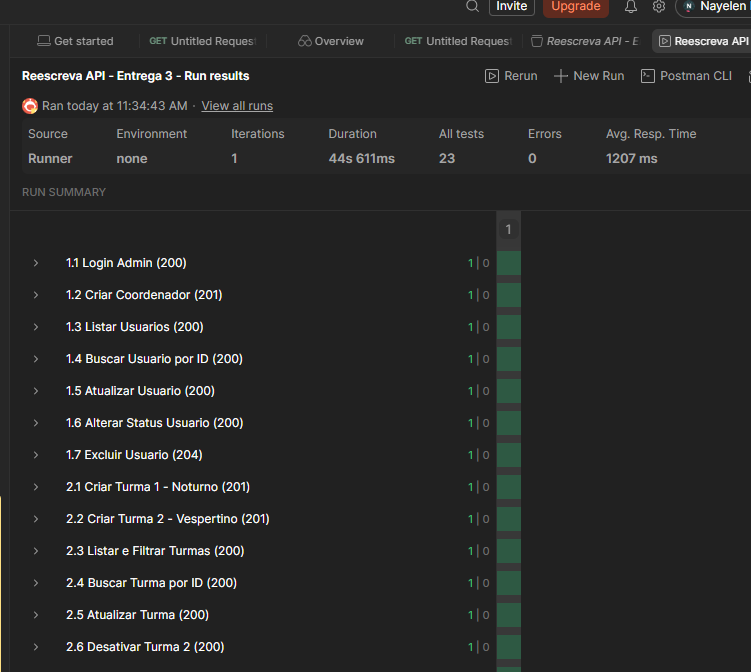 Invite Upgrade N Nayelen
Get started GET Untitled Reques Overview GET Untitled Reques Reescreva API - E Reescreva API
Reescreva API - Entrega 3 - Run results Rerun New Run Postman CLI
Ran today at 11:34:43 AM · View all runs
Source Environment Iterations Duration All tests Errors Avg. Resp. Time
Runner none 1 44s 611ms 23 0 1207 ms
RUN SUMMARY
1
1.1 Login Admin (200) 1 | 0
1.2 Criar Coordenador (201) 1 | 0
1.3 Listar Usuarios (200) 1 | 0
1.4 Buscar Usuario por ID (200) 1 | 0
1.5 Atualizar Usuario (200) 1 | 0
1.6 Alterar Status Usuario (200) 1 | 0
1.7 Excluir Usuario (204) 1 | 0
2.1 Criar Turma 1 - Noturno (201) 1 | 0
2.2 Criar Turma 2 - Vespertino (201) 1 | 0
2.3 Listar e Filtrar Turmas (200) 1 | 0
2.4 Buscar Turma por ID (200) 1 | 0
2.5 Atualizar Turma (200) 1 | 0
2.6 Desativar Turma 2 (200) 1 | 0